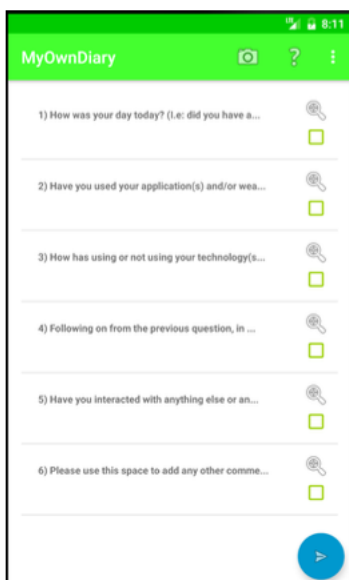 8:11
MyOwnDiary
?
1) How was your day today? (I.e: did you have a...
2) Have you used your application(s) and/or wea...
3) How has using or not using your technology(s...
4) Following on from the previous question, in ...
5) Have you interacted with anything else or an...
6) Please use this space to add any other comme...